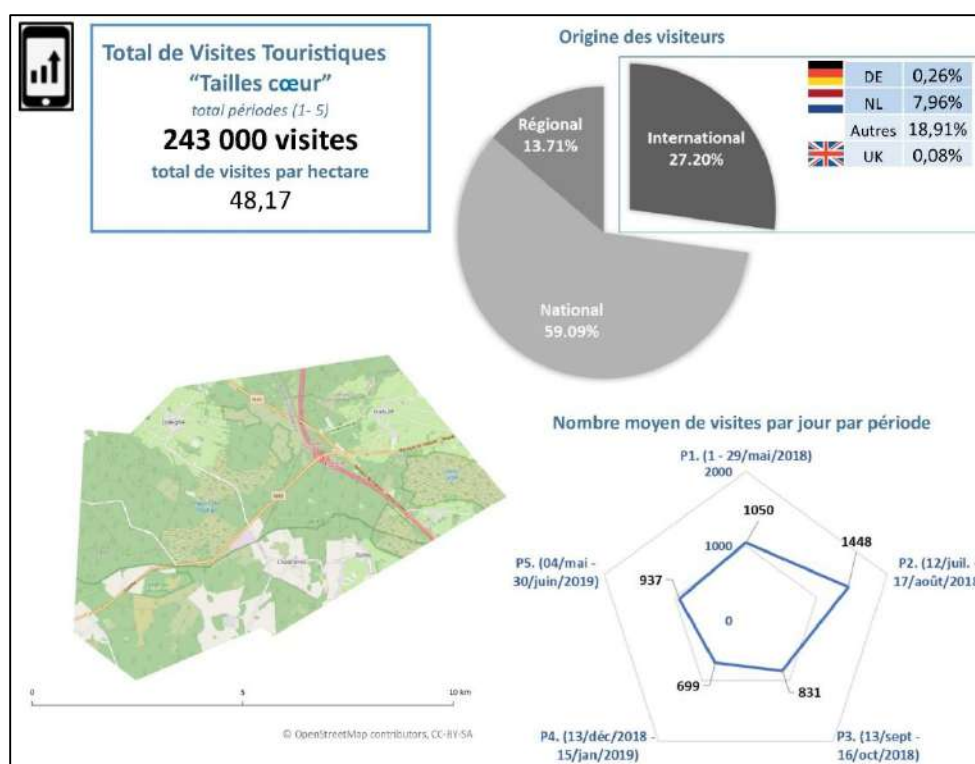 Total de Visites Touristiques
“Tailles cœur”
total périodes (1- 5)
243 000 visites
total de visites par hectare
48,17
Origine des visiteurs
Régional
13.71%
International
27.20%
National
59.09%
DE 0,26%
NL 7,96%
Autres 18,91%
UK 0,08%
0 5 10 km
© OpenStreetMap contributors, CC-BY-SA
Nombre moyen de visites par jour par période
P1. (1 - 29/mai/2018)
2000
1050
1000
1448
P2. (12/juil. -
17/août/2018
P5. (04/mai -
30/juin/2019)
937
0
699
831
P4. (13/déc/2018 -
15/jan/2019)
P3. (13/sept -
16/oct/2018)